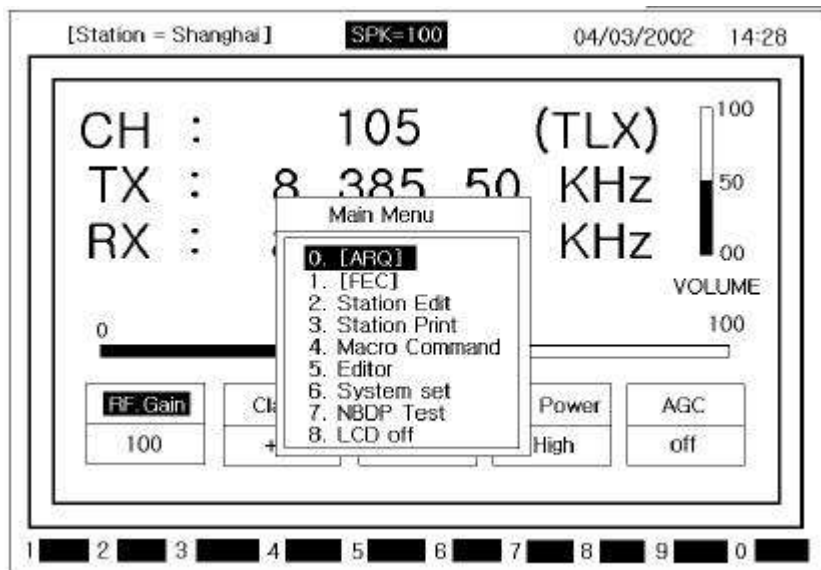 [Station = Shanghai] SPK=100 04/03/2002 14:28
CH : 105 (TLX) 100
TX : 8 385 50 KHz 50
Main Menu
RX : KHz 00
0. [ARQ]
1. [FEC]
2. Station Edit
3. Station Print
4. Macro Command
5. Editor
6. System set
7. NBDP Test
8. LCD off
VOLUME
0 100
RF. Gain Power AGC
100 High off
1 2 3 4 5 6 7 8 9 0